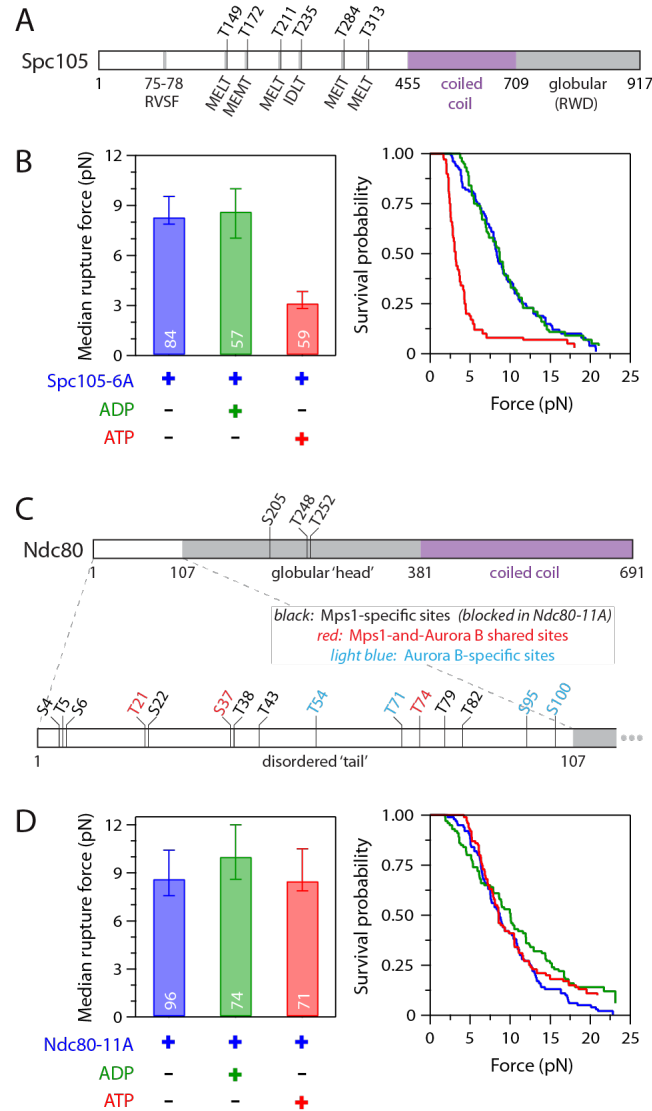 A
T149
T172
T211
T235
T284
T313
Spc105
1
75-78
RVSF
MELT
MEMT
MELT
IDLT
MEIT
MELT
455
coiled
coil
709
globular
(RWD)
917
B
Median rupture force (pN)
12
9
6
3
0
84
57
59
Spc105-6A + + +
ADP – + –
ATP – – +
Survival probability
1.00
0.75
0.50
0.25
0 5 10 15 20 25
Force (pN)
C
S205
T248
T252
Ndc80
1
107
globular 'head'
381
coiled coil
691
black: Mps1-specific sites (blocked in Ndc80-11A)
red: Mps1-and-Aurora B shared sites
light blue: Aurora B-specific sites
S4
T5
S6
T21
S22
S37
T38
T43
T54
T71
T74
T79
T82
S95
S100
1
disordered 'tail'
107
D
Median rupture force (pN)
12
9
6
3
0
96
74
71
Ndc80-11A + + +
ADP – + –
ATP – – +
Survival probability
1.00
0.75
0.50
0.25
0 5 10 15 20 25
Force (pN)